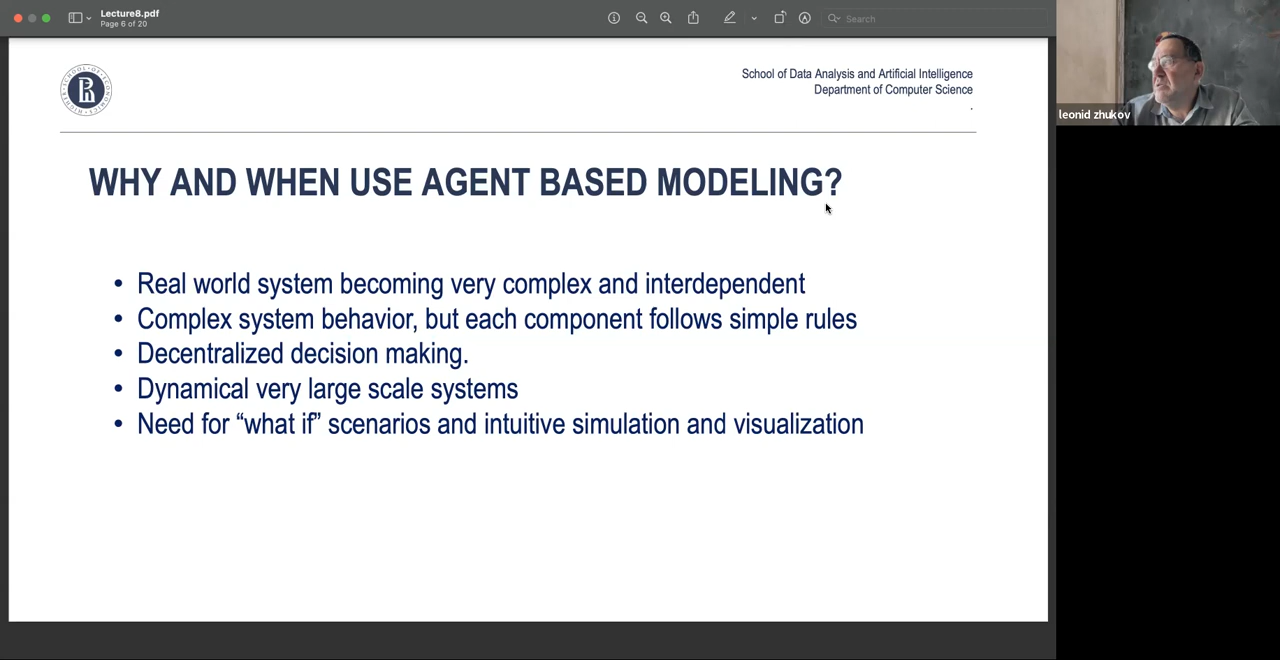 Lecture8.pdf
Page 6 of 20
Search
leonid zhukov
School of Data Analysis and Artificial Intelligence
Department of Computer Science
.
WHY AND WHEN USE AGENT BASED MODELING?
• Real world system becoming very complex and interdependent
• Complex system behavior, but each component follows simple rules
• Decentralized decision making.
• Dynamical very large scale systems
• Need for “what if” scenarios and intuitive simulation and visualization